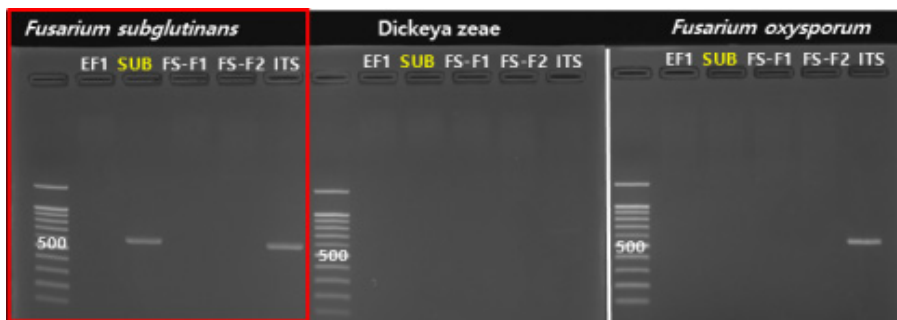 Fusarium subglutinans
EF1 SUB FS-F1 FS-F2 ITS
500
Dickeya zeae
EF1 SUB FS-F1 FS-F2 ITS
500
Fusarium oxysporum
EF1 SUB FS-F1 FS-F2 ITS
500